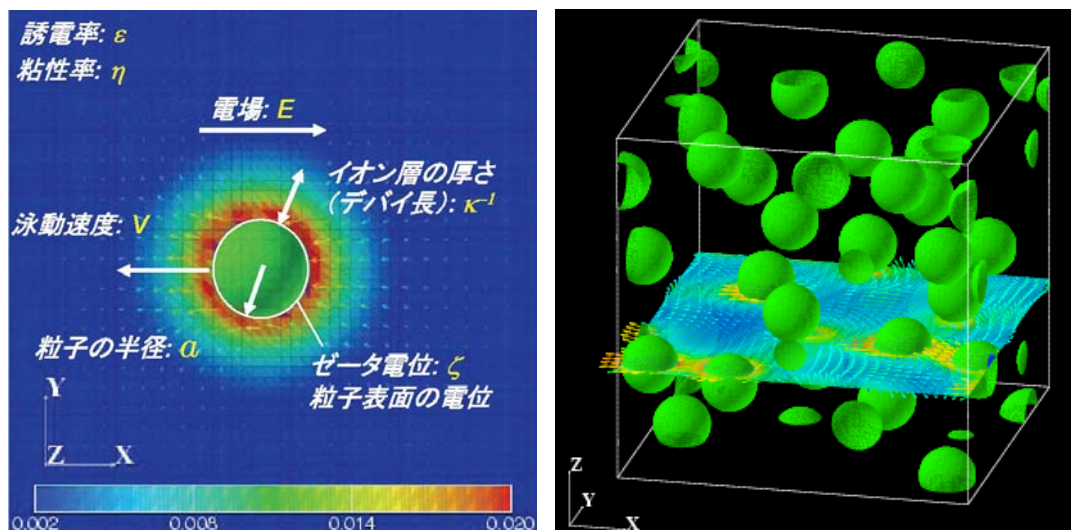 誘電率: ε
粘性率: η
電場: E
イオン層の厚さ
(デバイ長): κ⁻¹
泳動速度: V
粒子の半径: a
ゼータ電位: ζ
粒子表面の電位
Y
Z
X
0.002
0.008
0.014
0.020
Z
Y
X